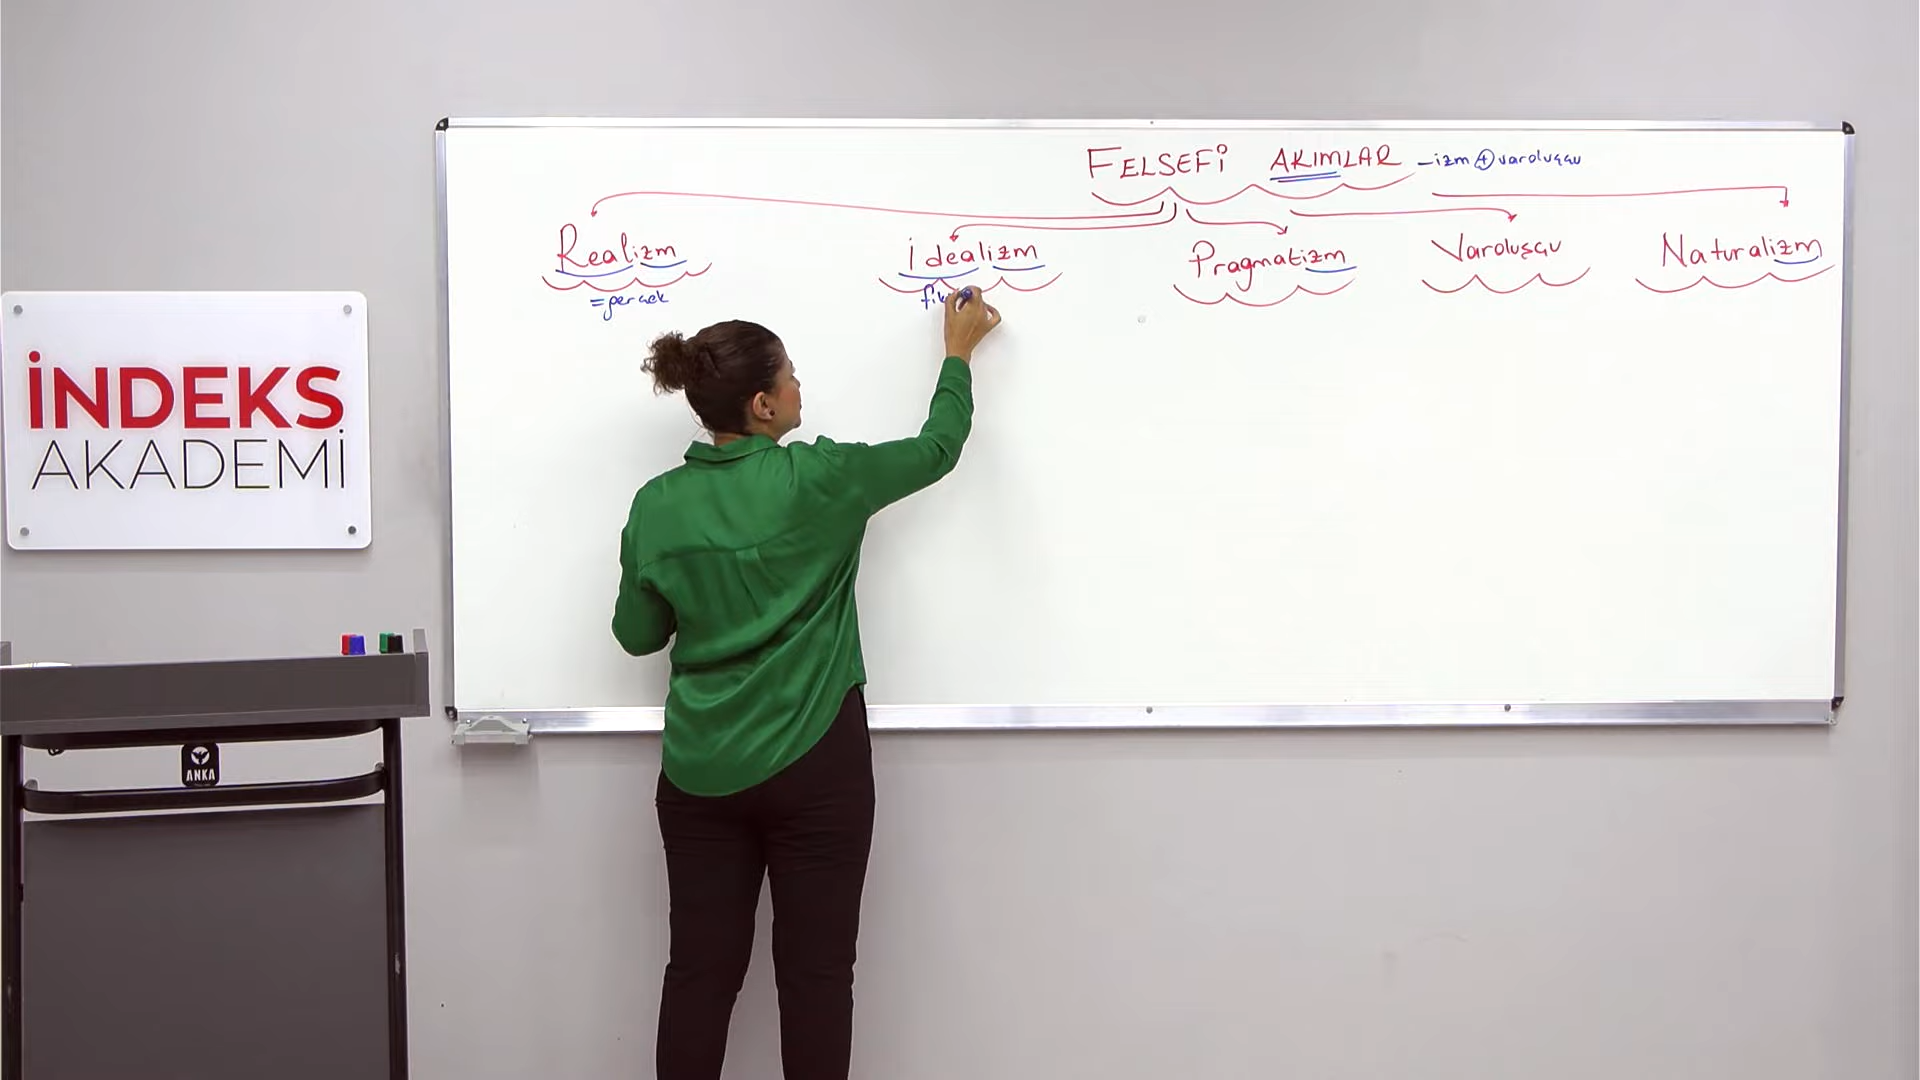 FELSEFİ AKIMLAR -izm + varoluşçu
Realizm İdealizm Pragmatizm Varoluşçu Naturalizm
=gerçek
İNDEKS
AKADEMİ
ANKA